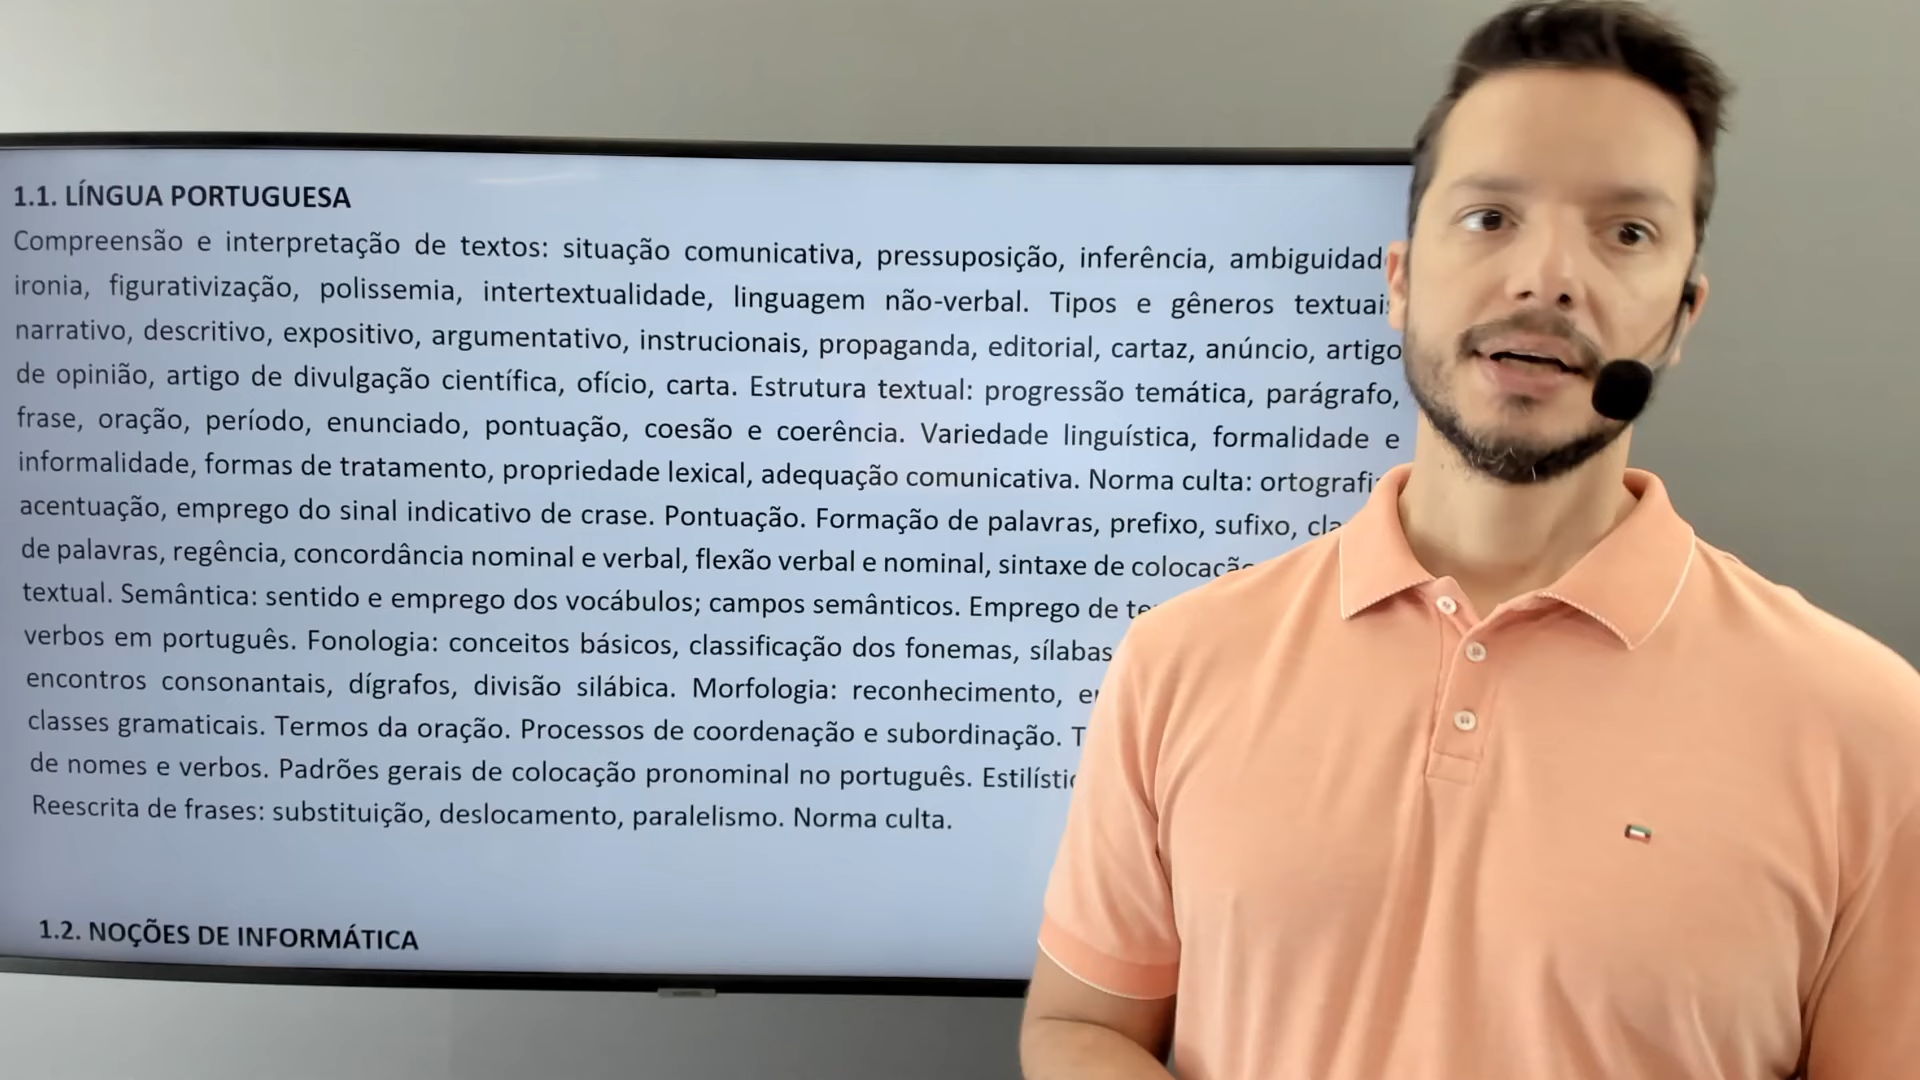 1.1. LÍNGUA PORTUGUESA
Compreensão e interpretação de textos: situação comunicativa, pressuposição, inferência,
ironia, figurativização, polissemia, intertextualidade, linguagem não-verbal. Tipos e gêneros
narrativo, descritivo, expositivo, argumentativo, instrucionais, propaganda, editorial, cartaz, anúncio, artigo
de opinião, artigo de divulgação científica, ofício, carta. Estrutura textual: progressão temática, parágrafo,
frase, oração, período, enunciado, pontuação, coesão e coerência. Variedade linguística, formalidade e
informalidade, formas de tratamento, propriedade lexical, adequação comunicativa. Norma culta:
acentuação, emprego do sinal indicativo de crase. Pontuação. Formação de palavras, prefixo, sufixo,
de palavras, regência, concordância nominal e verbal, flexão verbal e nominal, sintaxe de
textual. Semântica: sentido e emprego dos vocábulos; campos semânticos. Emprego de
verbos em português. Fonologia: conceitos básicos, classificação dos fonemas, sílabas
encontros consonantais, dígrafos, divisão silábica. Morfologia: reconhecimento,
classes gramaticais. Termos da oração. Processos de coordenação e subordinação.
de nomes e verbos. Padrões gerais de colocação pronominal no português.
Reescrita de frases: substituição, deslocamento, paralelismo. Norma culta.
1.2. NOÇÕES DE INFORMÁTICA